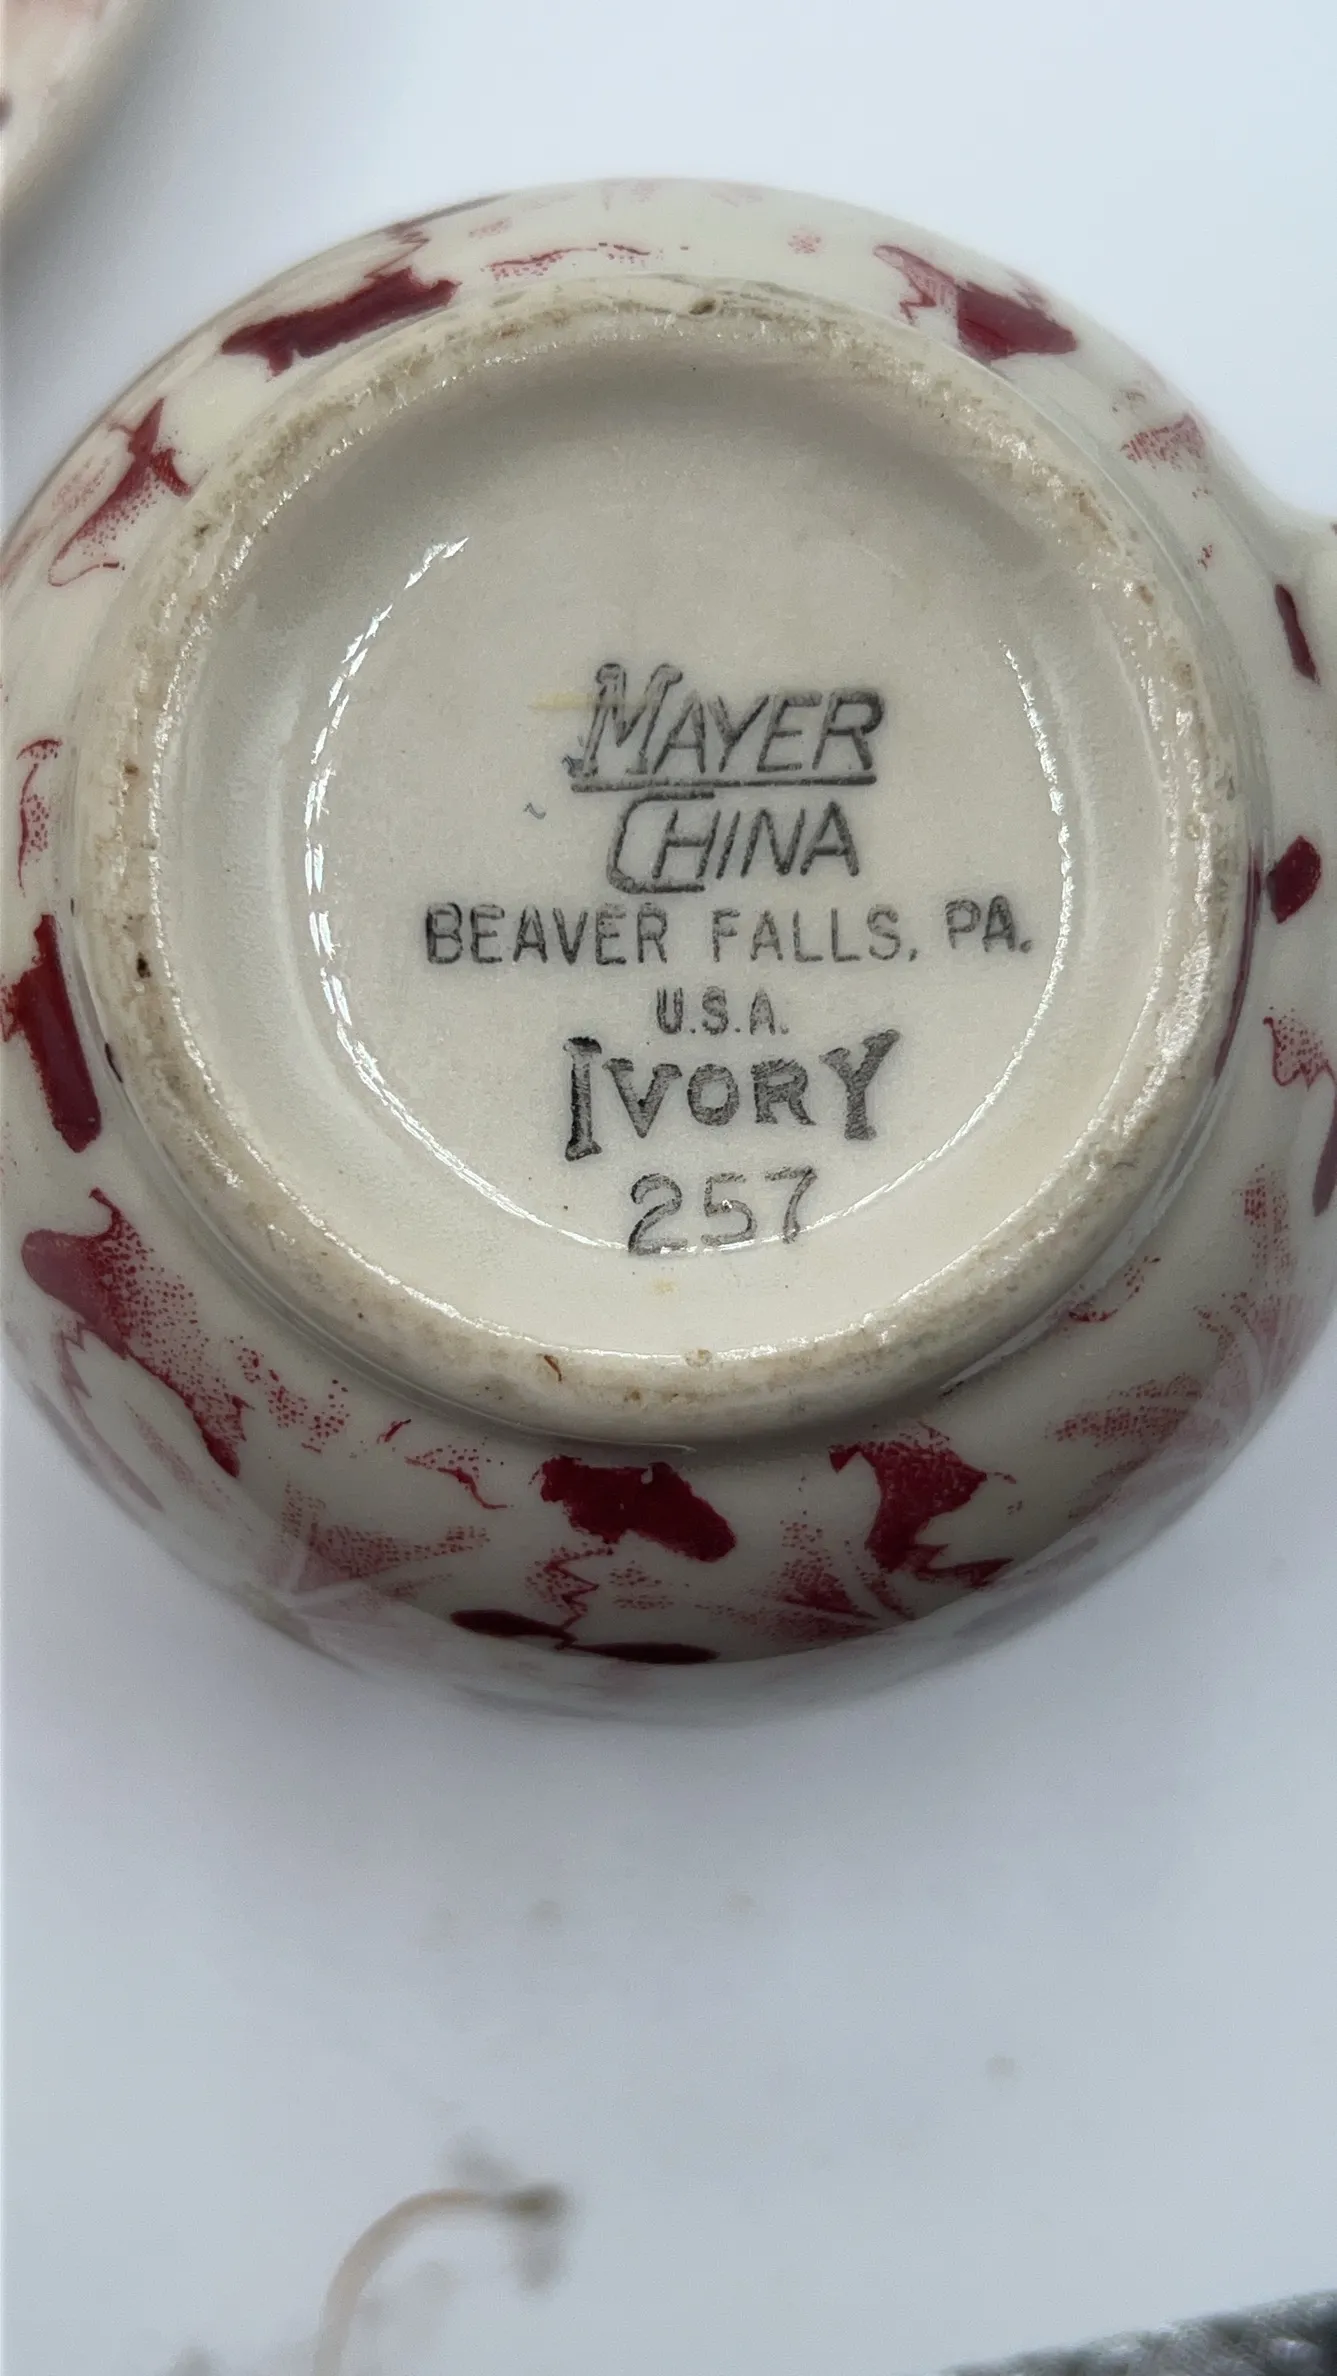 MAYER
CHINA
BEAVER FALLS, PA.
U.S.A.
IVORY
257